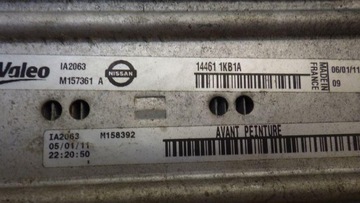 Valeo
IA2063
M157361 A
NISSAN
14461 1KB1A
MADE IN
FRANCE
06/01/11
09
IA2063
05/01/11
22:20:50
M158392
AVANT PEINTURE